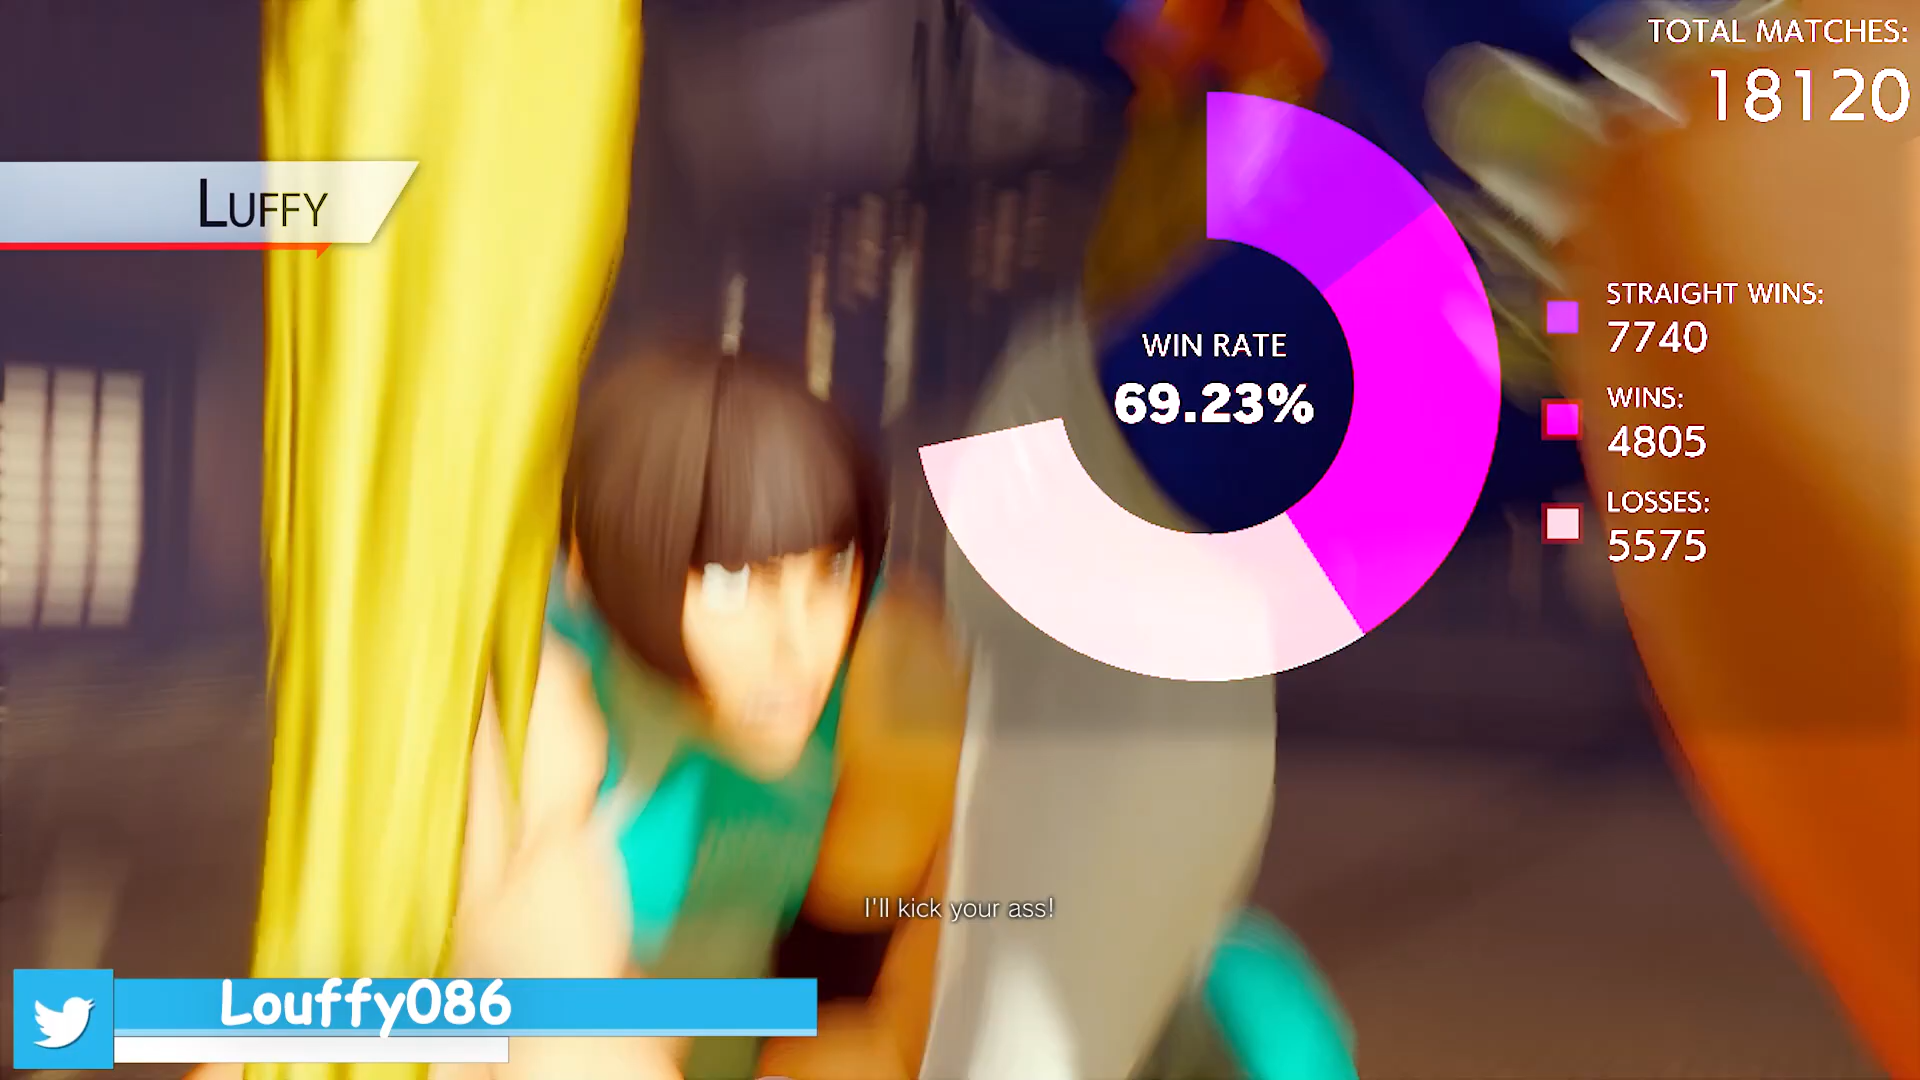 TOTAL MATCHES:
18120
LUFFY
WIN RATE
69.23%
STRAIGHT WINS:
7740
WINS:
4805
LOSSES:
5575
I'll kick your ass!
Louffy086